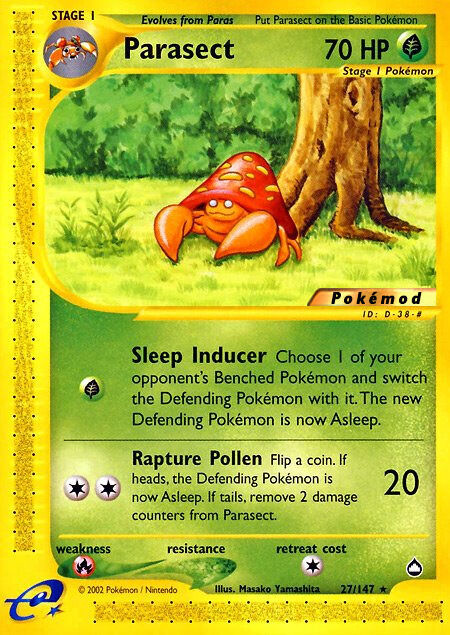 STAGE 1
Evolves from Paras
Put Parasect on the Basic Pokémon
Parasect
70 HP
Stage 1 Pokémon
Pokémod
ID: D-38-#
Sleep Inducer Choose 1 of your
opponent's Benched Pokémon and switch
the Defending Pokémon with it. The new
Defending Pokémon is now Asleep.
Rapture Pollen Flip a coin. If
heads, the Defending Pokémon is
now Asleep. If tails, remove 2 damage
counters from Parasect.
20
weakness
resistance
retreat cost
© 2002 Pokémon / Nintendo
Illus. Masako Yamashita
27/147 ★
e